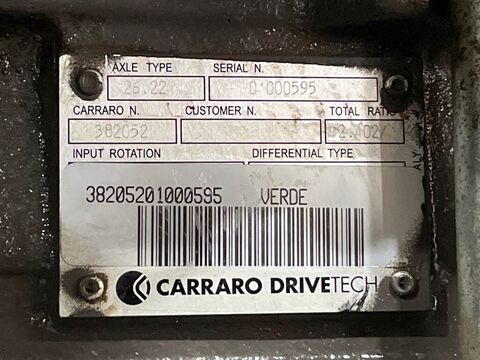 AXLE TYPE SERIAL N.
26.22 0 000595
CARRARO N. CUSTOMER N. TOTAL RATIO
382052
INPUT ROTATION DIFFERENTIAL TYPE
38205201000595 VERDE
CARRARO DRIVETECH
ALY